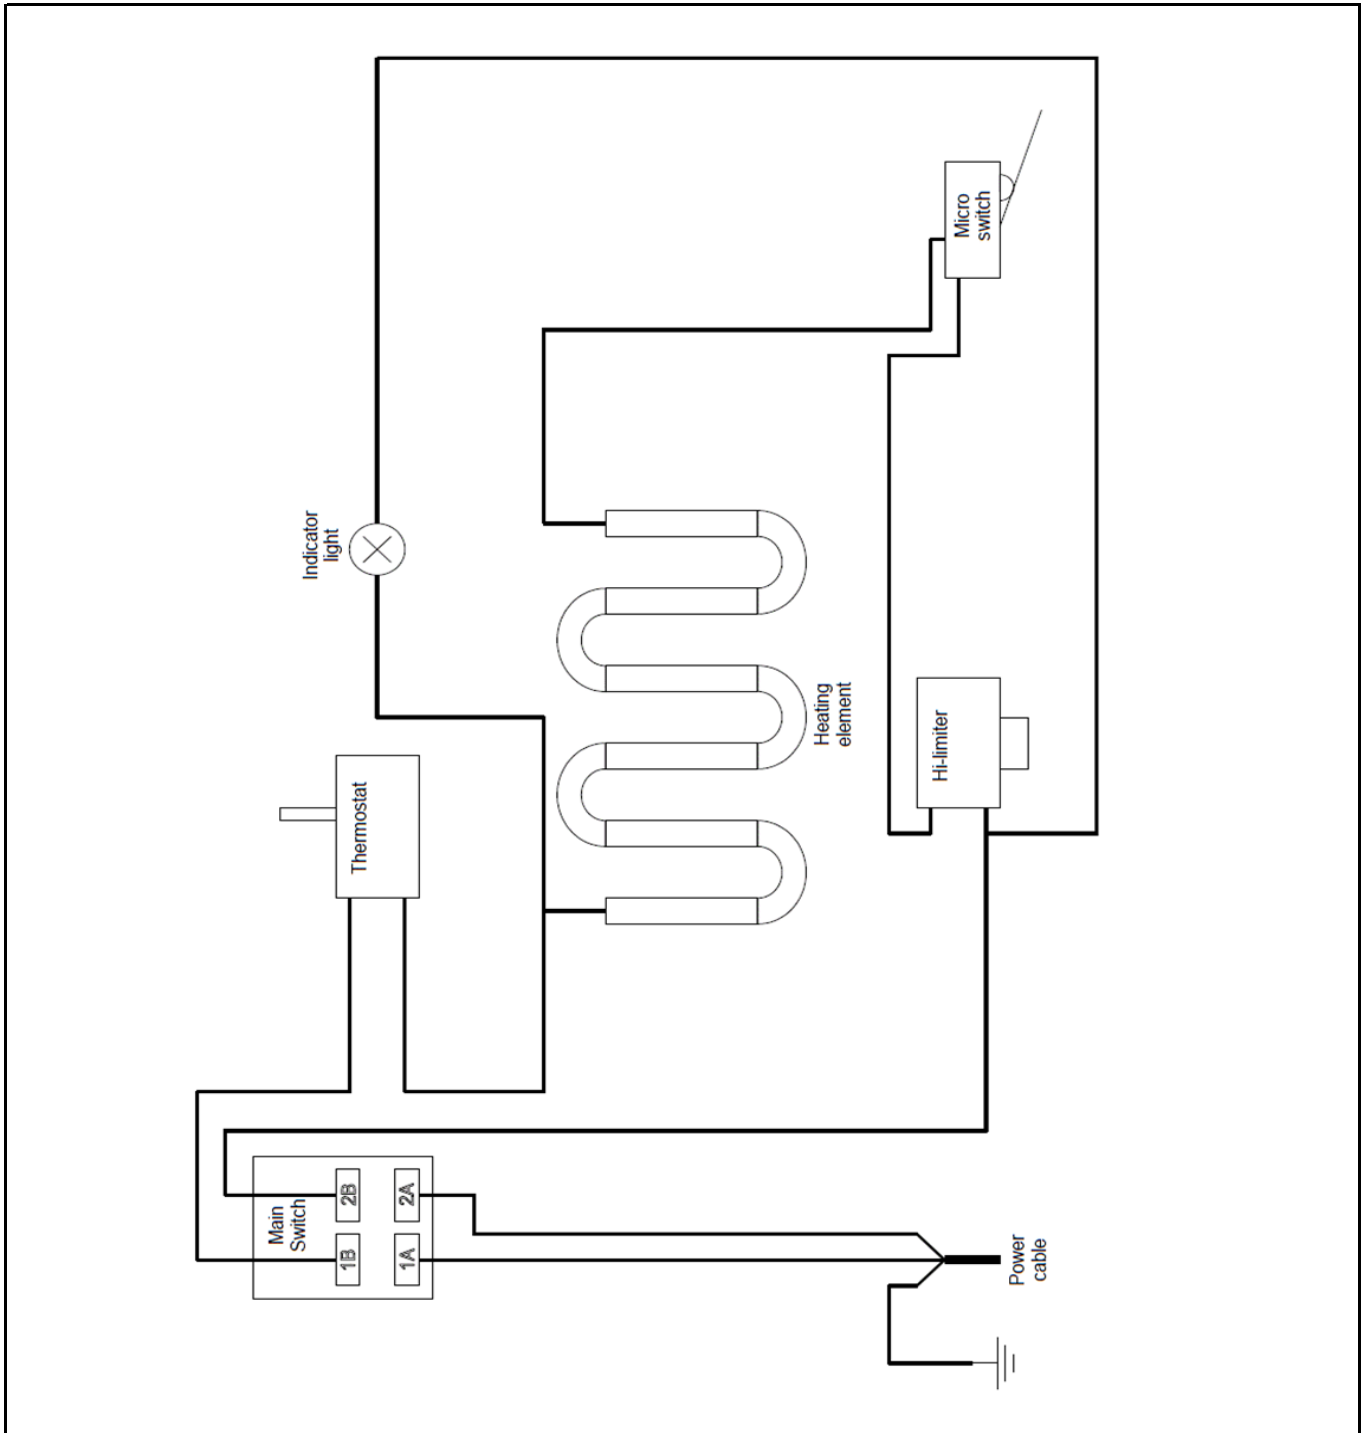 Indicator
light
Micro
switch
Thermostat
Heating
element
Hi-limiter
Main
Switch
1B
2B
1A
2A
Power
cable